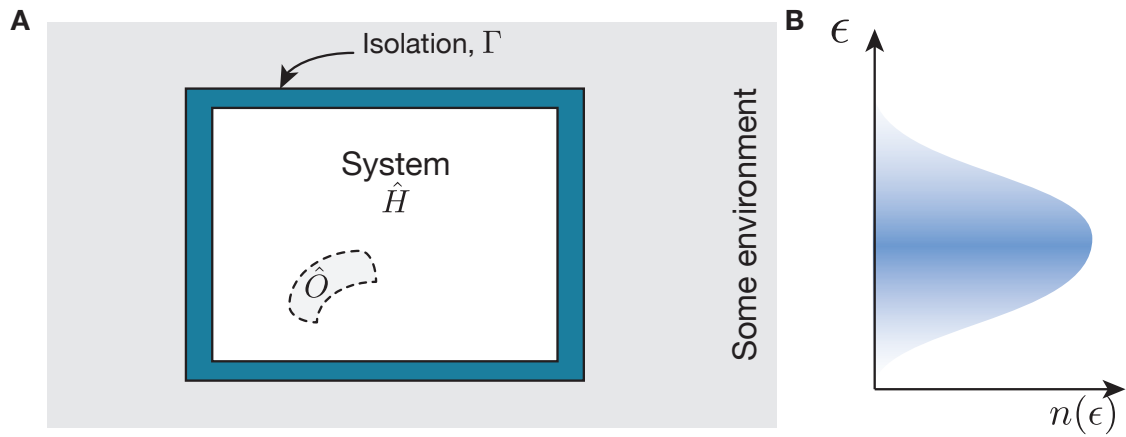 A
Isolation, Γ
System
Ĥ
Ô
Some environment
B
ϵ
n(ϵ)